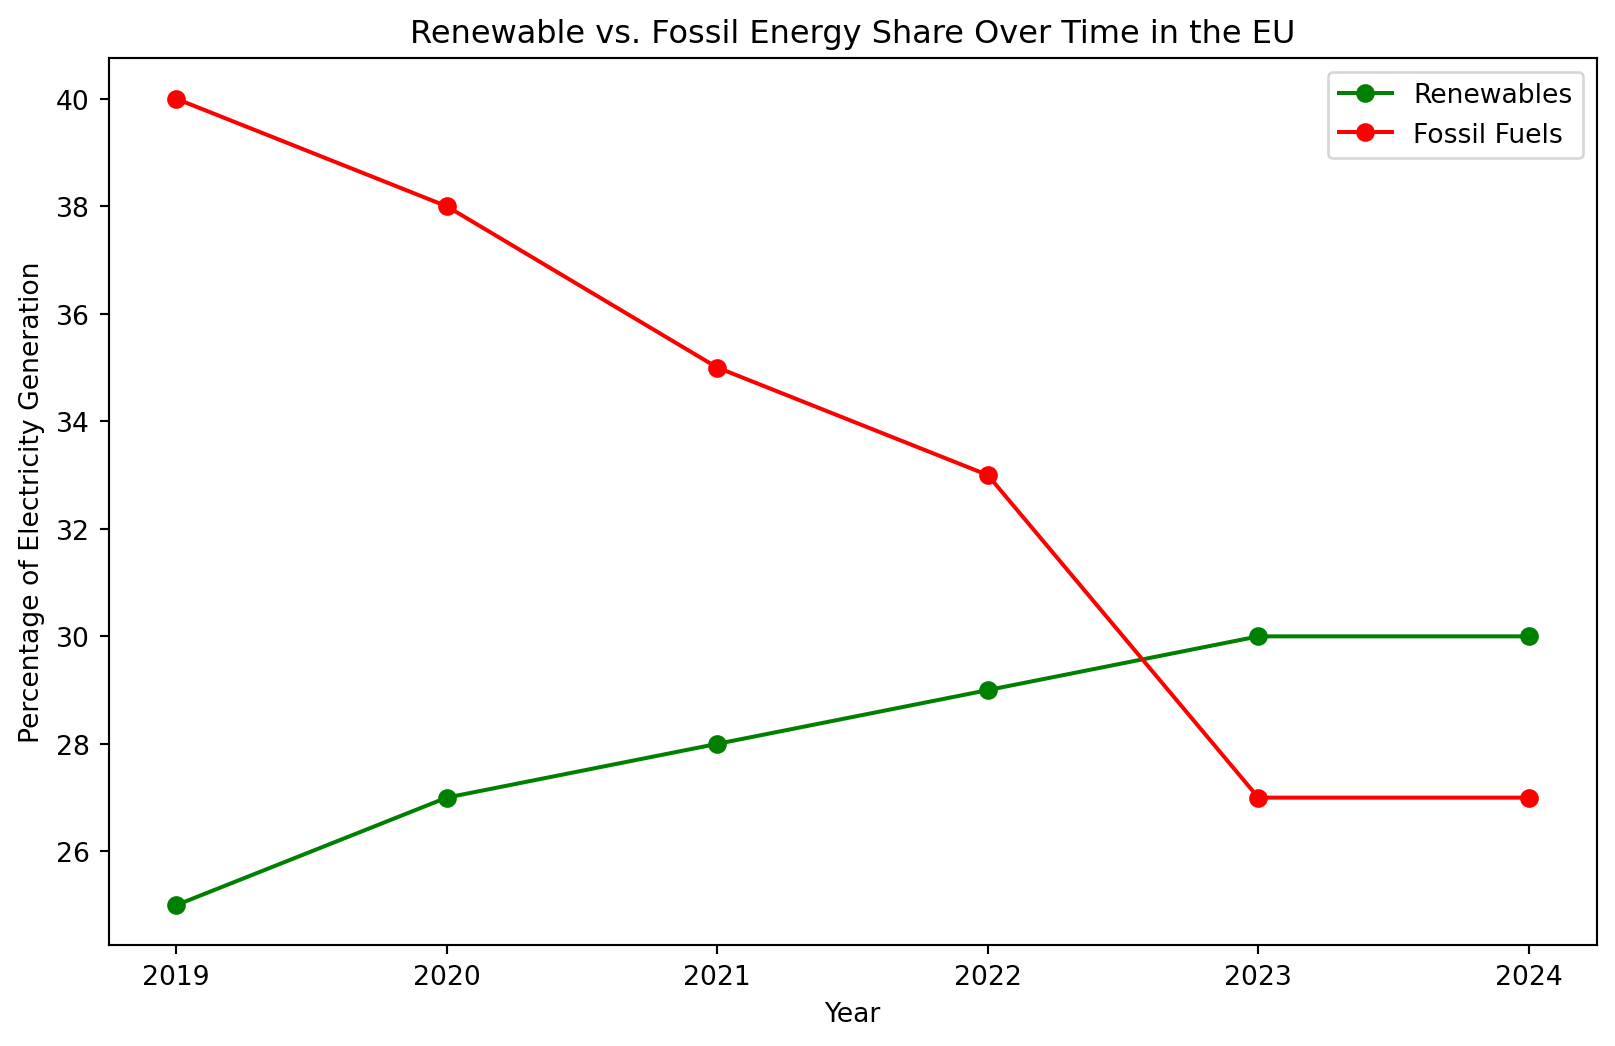 Renewable vs. Fossil Energy Share Over Time in the EU
Renewables
Fossil Fuels
Percentage of Electricity Generation
40
38
36
34
32
30
28
26
2019 2020 2021 2022 2023 2024
Year